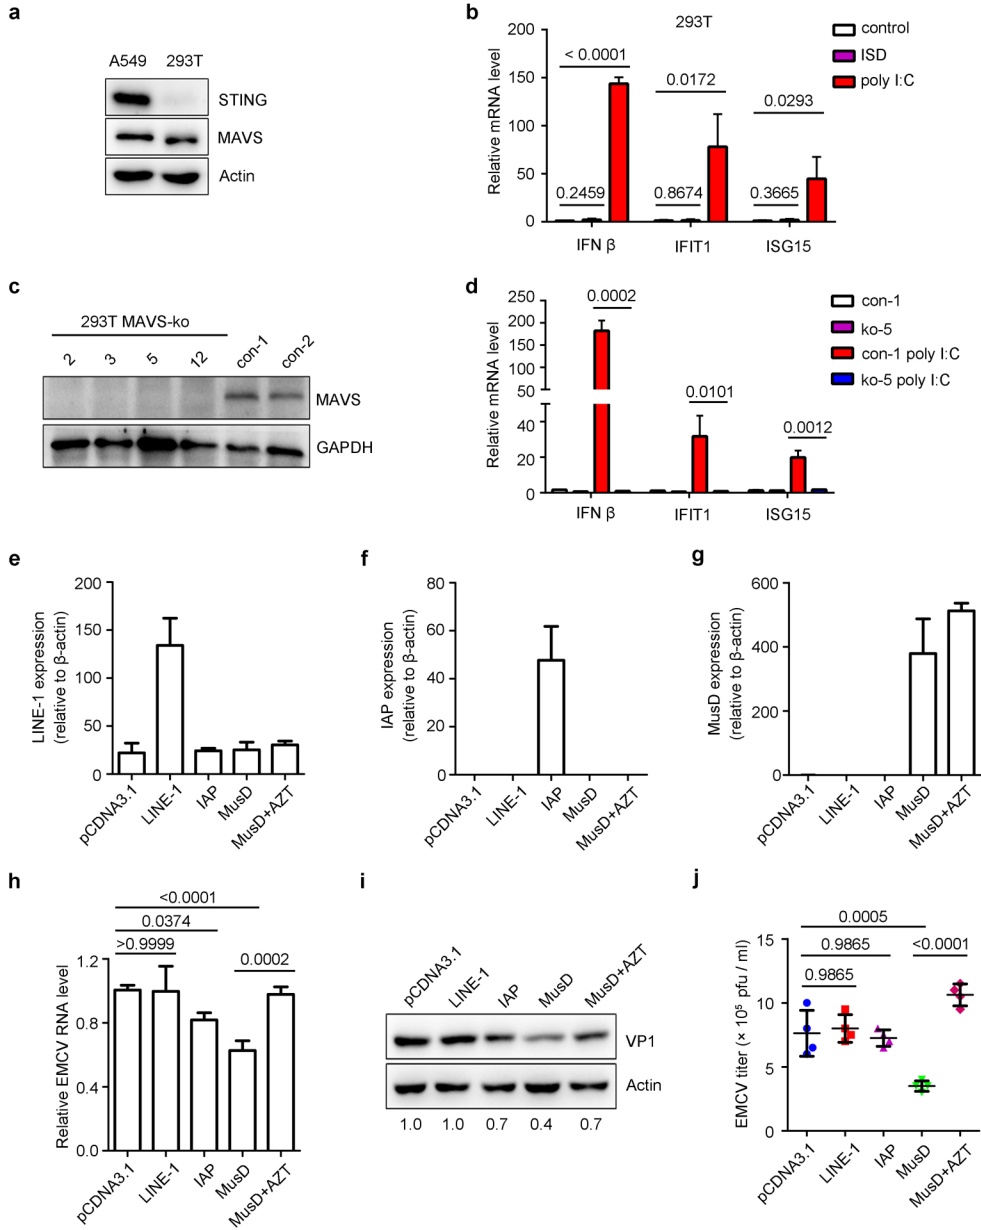 a
A549 293T
STING
MAVS
Actin
b
293T
control
ISD
poly I:C
Relative mRNA level
200
150
100
50
0
< 0.0001
0.0172
0.0293
0.2459
0.8674
0.3665
IFN β
IFIT1
ISG15
c
293T MAVS-ko
2 3 5 12 con-1 con-2
MAVS
GAPDH
d
con-1
ko-5
con-1 poly I:C
ko-5 poly I:C
Relative mRNA level
250
200
150
100
50
40
20
0
0.0002
0.0101
0.0012
IFN β
IFIT1
ISG15
e
LINE-1 expression
(relative to β-actin)
200
150
100
50
0
pCDNA3.1
LINE-1
IAP
MusD
MusD+AZT
f
IAP expression
(relative to β-actin)
80
60
40
20
0
pCDNA3.1
LINE-1
IAP
MusD
MusD+AZT
g
MusD expression
(relative to β-actin)
600
400
200
0
pCDNA3.1
LINE-1
IAP
MusD
MusD+AZT
h
Relative EMCV RNA level
<0.0001
0.0374
>0.9999
0.0002
1.2
0.8
0.4
0.0
pCDNA3.1
LINE-1
IAP
MusD
MusD+AZT
i
pCDNA3.1
LINE-1
IAP
MusD
MusD+AZT
VP1
Actin
1.0 1.0 0.7 0.4 0.7
j
EMCV titer (× 10⁵ pfu / ml)
0.0005
0.9865
<0.0001
0.9865
15
10
5
0
pCDNA3.1
LINE-1
IAP
MusD
MusD+AZT